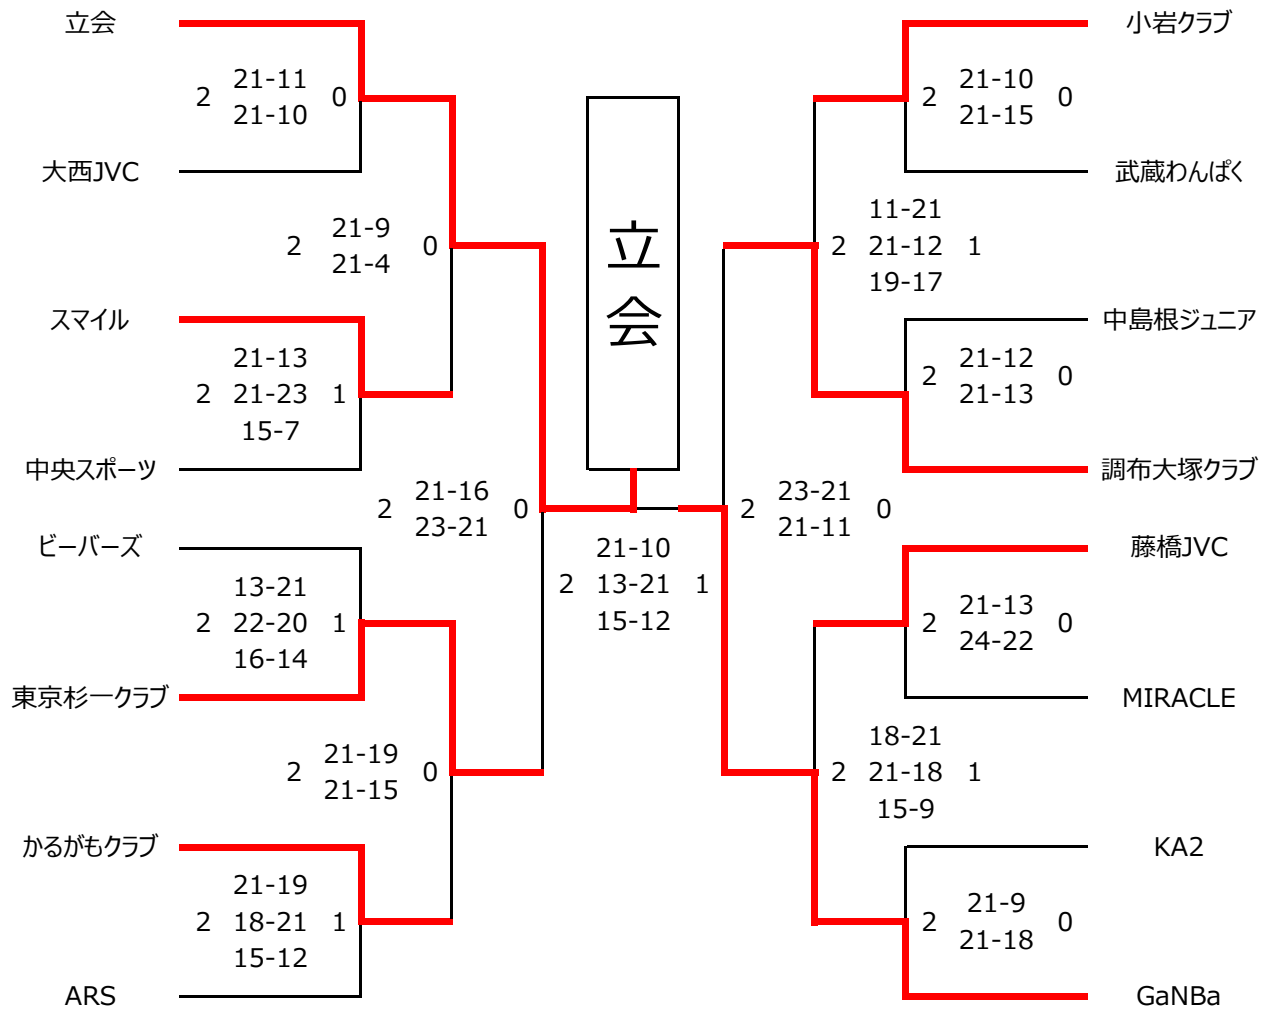 立会
小岩クラブ
2 21-11 0
21-10
2 21-10 0
21-15
大西JVC
武蔵わんぱく
立会
2 21-9 0
21-4
11-21
2 21-12 1
19-17
スマイル
中島根ジュニア
21-13
2 21-23 1
15-7
2 21-12 0
21-13
中央スポーツ
調布大塚クラブ
2 21-16 0
23-21
2 23-21 0
21-11
ビーバーズ
藤橋JVC
21-10
2 13-21 1
15-12
13-21
2 22-20 1
16-14
2 21-13 0
24-22
東京杉一クラブ
MIRACLE
2 21-19 0
21-15
18-21
2 21-18 1
15-9
かるがもクラブ
KA2
21-19
2 18-21 1
15-12
2 21-9 0
21-18
ARS
GaNBa